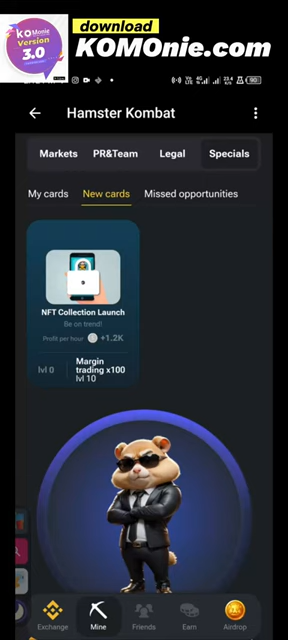 download
KOMOnie.com
KOMOnie
Version
3.0
90
Hamster Kombat
Markets
PR&Team
Legal
Specials
My cards
New cards
Missed opportunities
NFT Collection Launch
Be on trend!
Profit per hour +1.2K
lvl 0
Margin
trading x100
lvl 10
Exchange
Mine
Friends
Earn
Airdrop